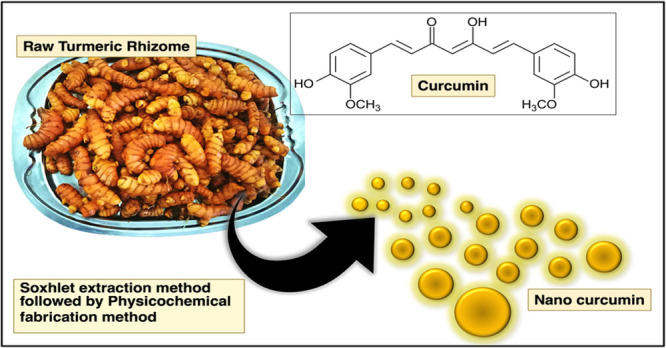 Raw Turmeric Rhizome
O
OH
HO
OCH₃
Curcumin
H₃CO
OH
Soxhlet extraction method
followed by Physicochemical
fabrication method
Nano curcumin